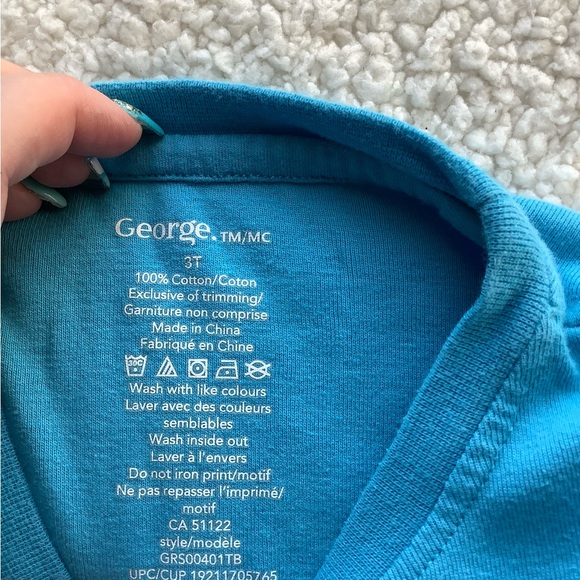 George.TM/MC
3T
100% Cotton/Coton
Exclusive of trimming/
Garniture non comprise
Made in China
Fabriqué en Chine
30C
Wash with like colours
Laver avec des couleurs
semblables
Wash inside out
Laver à l'envers
Do not iron print/motif
Ne pas repasser l'imprimé/
motif
CA 51122
style/modèle
GRS00401TB
UPC/CUP 19211705765